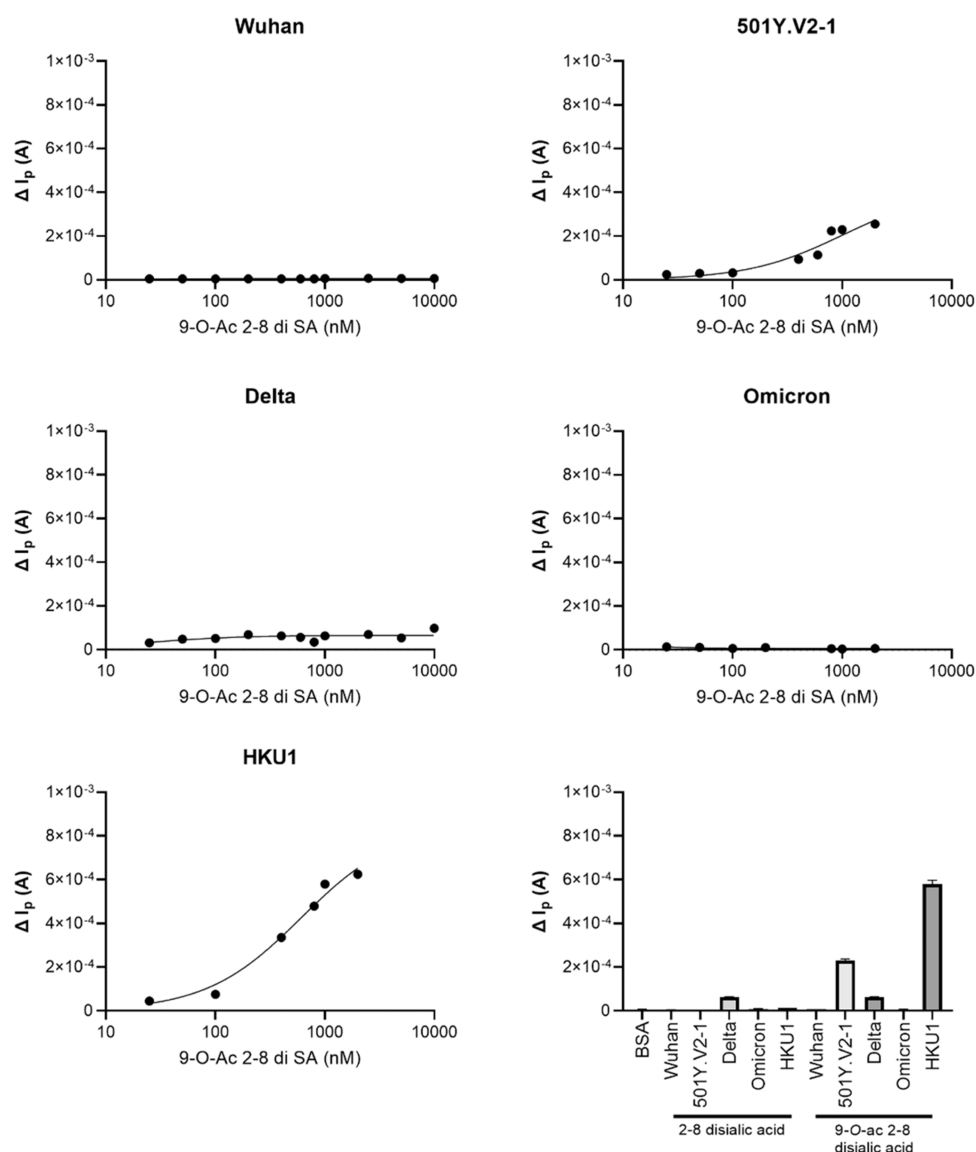 Wuhan
1×10⁻³
8×10⁻⁴
6×10⁻⁴
4×10⁻⁴
2×10⁻⁴
0
Δ Iₚ (A)
10 100 1000 10000
9-O-Ac 2-8 di SA (nM)
501Y.V2-1
1×10⁻³
8×10⁻⁴
6×10⁻⁴
4×10⁻⁴
2×10⁻⁴
0
Δ Iₚ (A)
10 100 1000 10000
9-O-Ac 2-8 di SA (nM)
Delta
1×10⁻³
8×10⁻⁴
6×10⁻⁴
4×10⁻⁴
2×10⁻⁴
0
Δ Iₚ (A)
10 100 1000 10000
9-O-Ac 2-8 di SA (nM)
Omicron
1×10⁻³
8×10⁻⁴
6×10⁻⁴
4×10⁻⁴
2×10⁻⁴
0
Δ Iₚ (A)
10 100 1000 10000
9-O-Ac 2-8 di SA (nM)
HKU1
1×10⁻³
8×10⁻⁴
6×10⁻⁴
4×10⁻⁴
2×10⁻⁴
0
Δ Iₚ (A)
10 100 1000 10000
9-O-Ac 2-8 di SA (nM)
1×10⁻³
8×10⁻⁴
6×10⁻⁴
4×10⁻⁴
2×10⁻⁴
0
Δ Iₚ (A)
BSA
Wuhan
501Y.V2-1
Delta
Omicron
HKU1
Wuhan
501Y.V2-1
Delta
Omicron
HKU1
2-8 disialic acid
9-O-ac 2-8
disialic acid